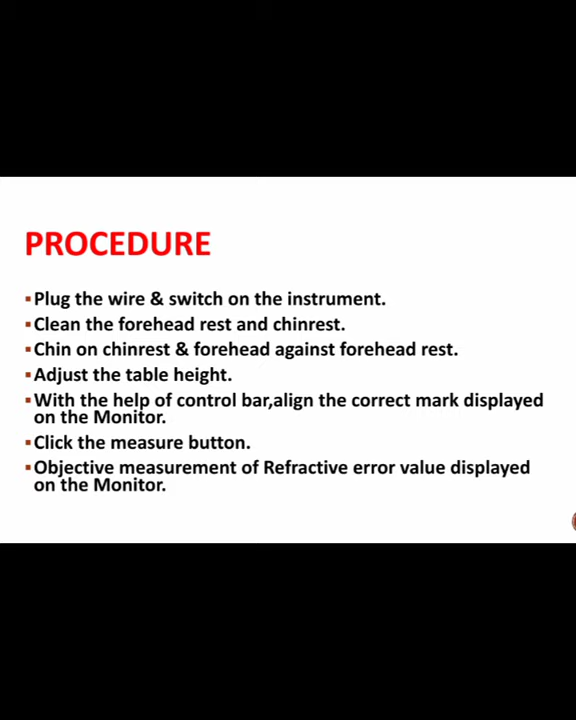 PROCEDURE
▪Plug the wire & switch on the instrument.
▪Clean the forehead rest and chinrest.
▪Chin on chinrest & forehead against forehead rest.
▪Adjust the table height.
▪With the help of control bar,align the correct mark displayed
on the Monitor.
▪Click the measure button.
▪Objective measurement of Refractive error value displayed
on the Monitor.